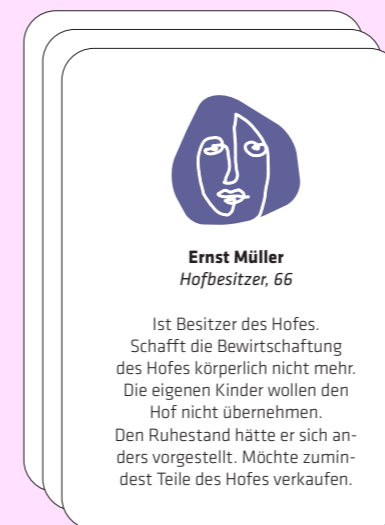 Ernst Müller
Hofbesitzer, 66
Ist Besitzer des Hofes.
Schafft die Bewirtschaftung
des Hofes körperlich nicht mehr.
Die eigenen Kinder wollen den
Hof nicht übernehmen.
Den Ruhestand hätte er sich an-
ders vorgestellt. Möchte zumin-
dest Teile des Hofes verkaufen.